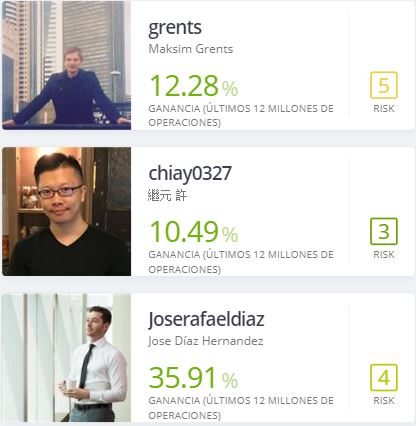 grents
Maksim Grents
12.28%
5
GANANCIA (ÚLTIMOS 12 MILLONES DE
OPERACIONES)
RISK
chiay0327
繼元 許
10.49%
3
GANANCIA (ÚLTIMOS 12 MILLONES DE
OPERACIONES)
RISK
Joserafaeldiaz
Jose Díaz Hernandez
35.91%
4
GANANCIA (ÚLTIMOS 12 MILLONES DE
OPERACIONES)
RISK